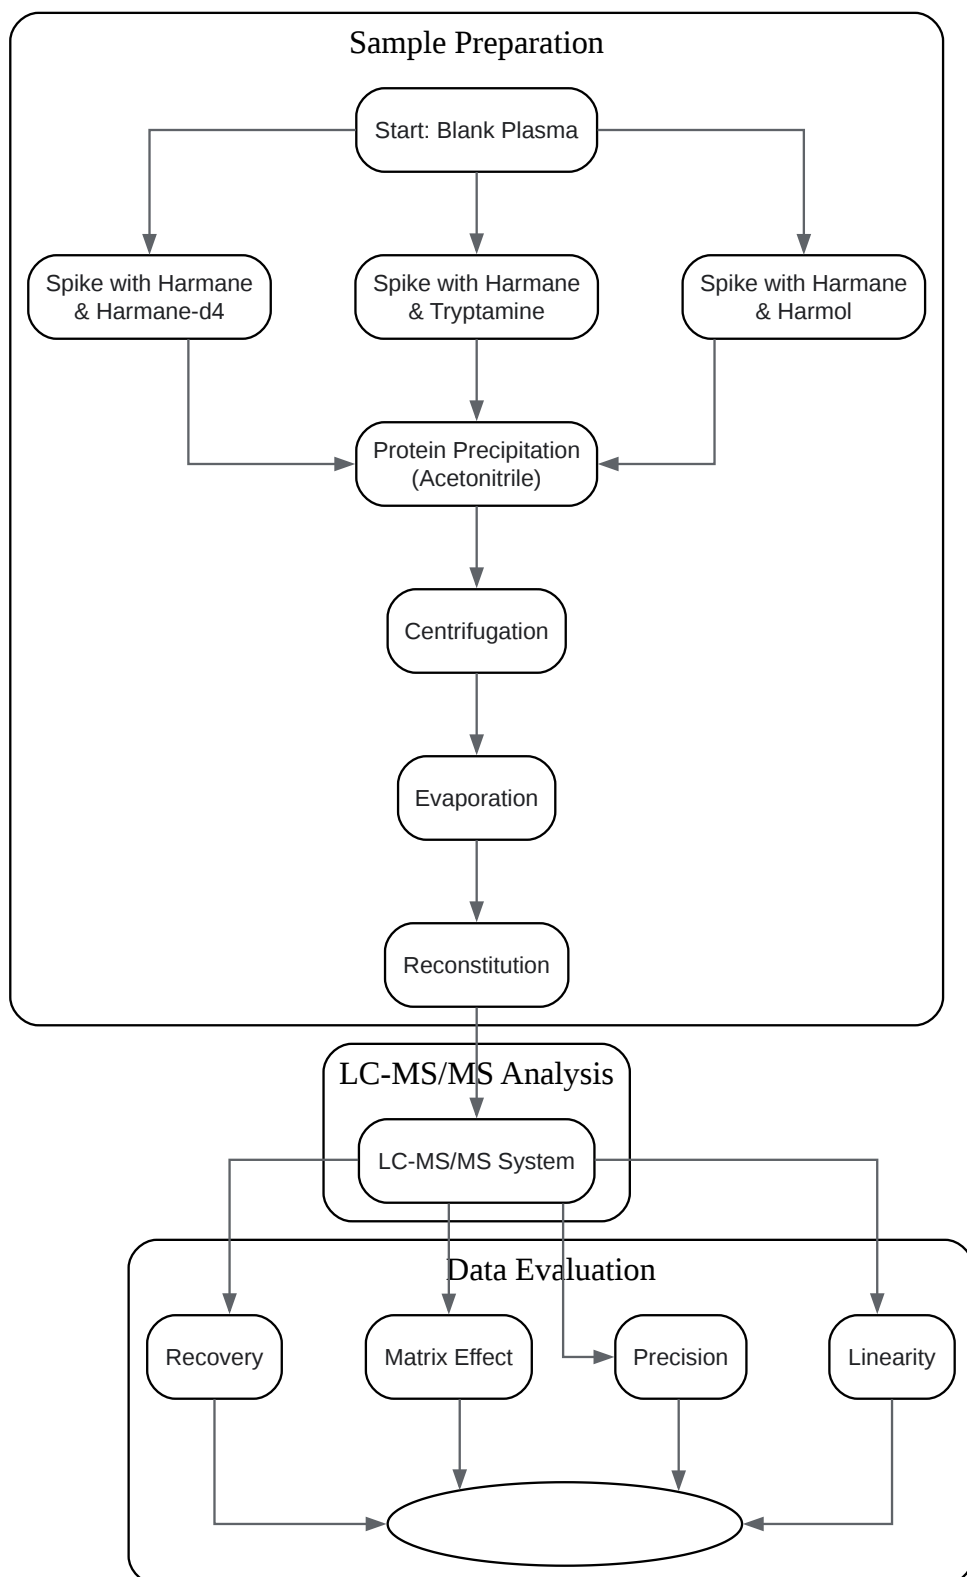 Sample Preparation
Start: Blank Plasma
Spike with Harmane
& Harmane-d4
Spike with Harmane
& Tryptamine
Spike with Harmane
& Harmol
Protein Precipitation
(Acetonitrile)
Centrifugation
Evaporation
Reconstitution
LC-MS/MS Analysis
LC-MS/MS System
Data Evaluation
Recovery
Matrix Effect
Precision
Linearity